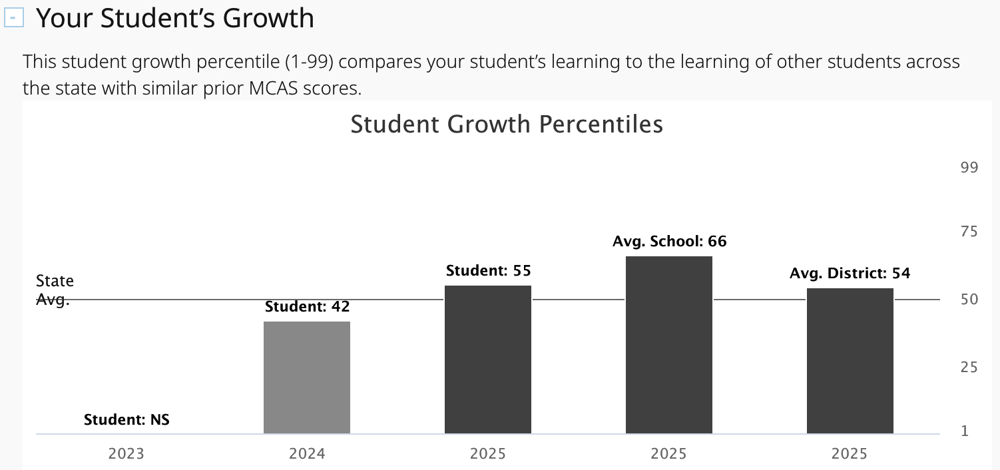 - Your Student’s Growth
This student growth percentile (1-99) compares your student’s learning to the learning of other students across
the state with similar prior MCAS scores.
Student Growth Percentiles
99
75
Avg. School: 66
Student: 55
Avg. District: 54
State
Avg.
50
Student: 42
25
Student: NS
1
2023
2024
2025
2025
2025